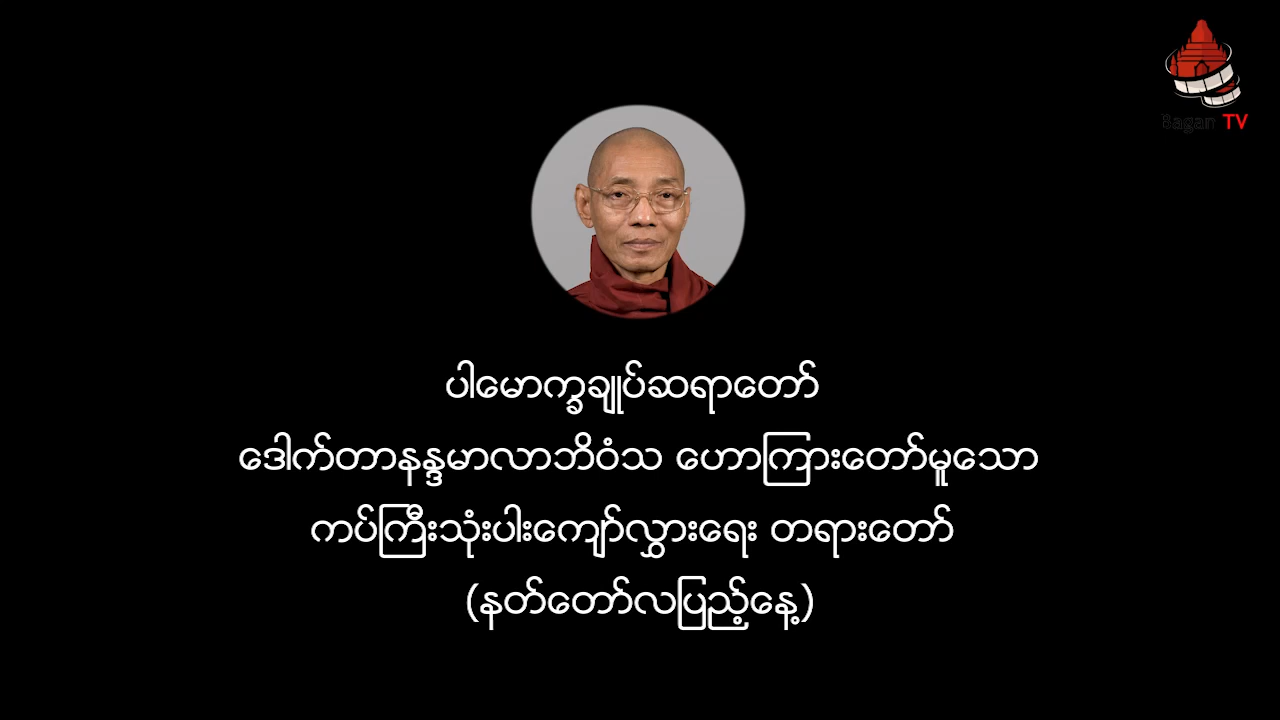 Bagan TV
ပါမောက္ခချုပ်ဆရာတော်
ဒေါက်တာနန္ဒမာလာဘိဝံသ ဟောကြားတော်မူသော
ကပ်ကြီးသုံးပါးကျော်လွှားရေး တရားတော်
(နတ်တော်လပြည့်နေ့)